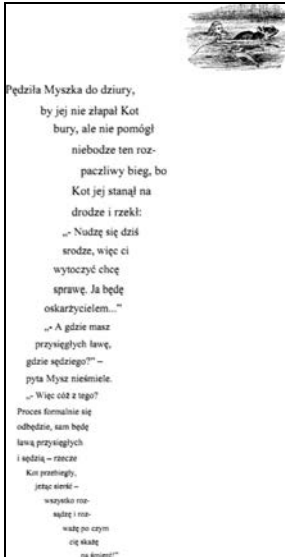 Pędziła Myszka do dziury,
by jej nie złapał Kot
bury, ale nie pomógł
niebodze ten roz-
paczliwy bieg, bo
Kot jej stanął na
drodze i rzekł:
„- Nudzę się dziś
srodze, więc ci
wytoczyć chcę
sprawę. Ja będę
oskarżycielem..."
„- A gdzie masz
przysięgłych ławę,
gdzie sędziego?" –
pyta Mysz nieśmiele.
„- Więc cóż z tego?
Proces formalnie się
odbędzie, sam będę
ławą przysięgłych
i sędzią – rzecze
Kot przebiegły,
jeżąc sierść –
wszystko roz-
sądzę i roz-
ważę po czym
cię skażę
na śmierć!"